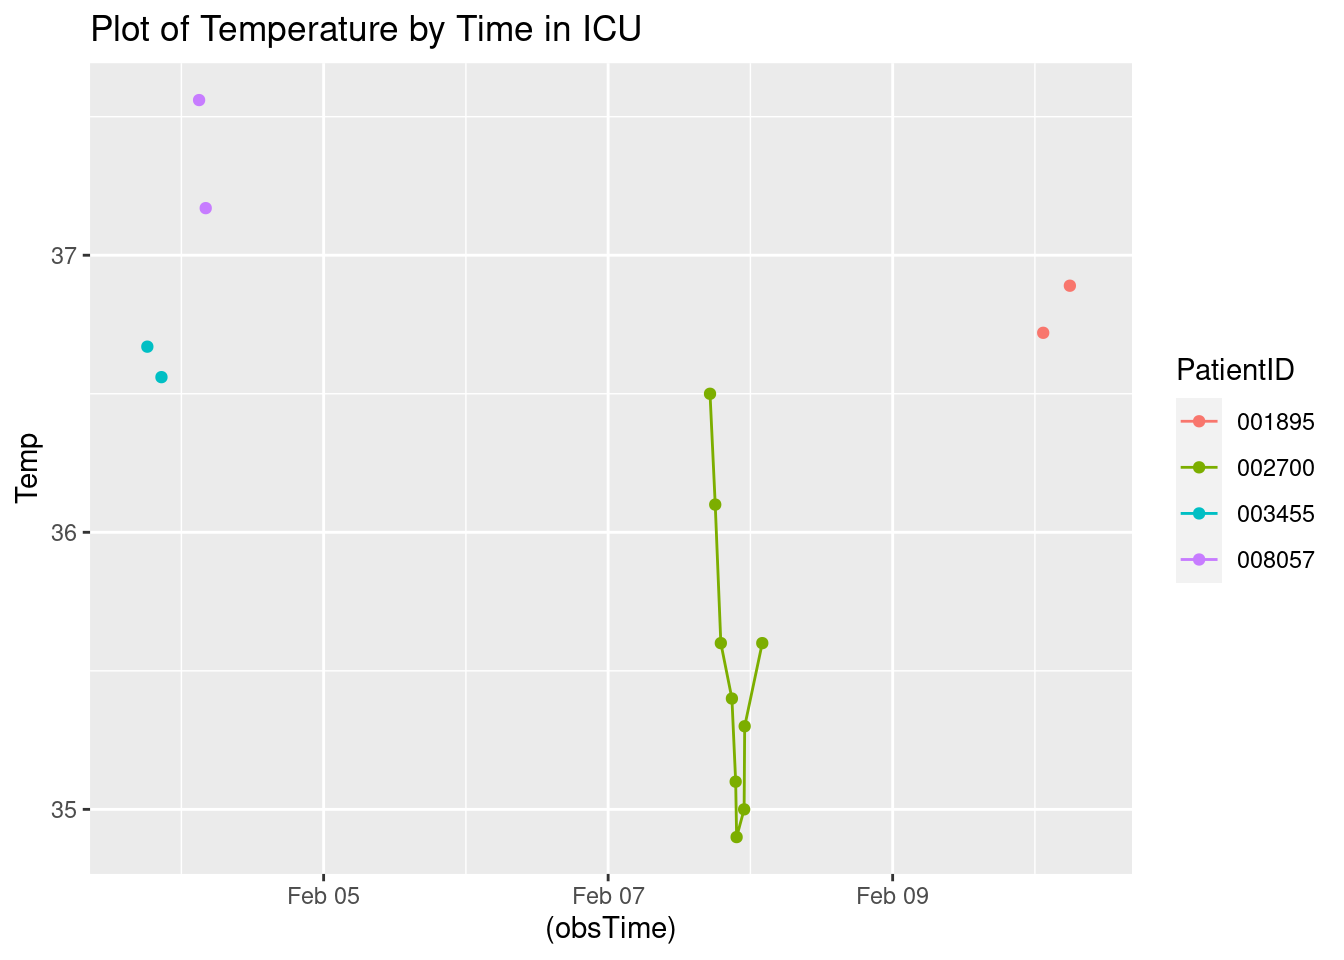 Plot of Temperature by Time in ICU
37
36
35
Temp
Feb 05
Feb 07
Feb 09
(obsTime)
PatientID
001895
002700
003455
008057